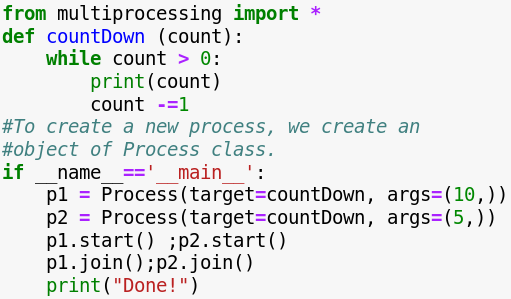 from multiprocessing import *
def countDown (count):
    while count > 0:
        print(count)
        count -=1
#To create a new process, we create an
#object of Process class.
if __name__=='__main__':
    p1 = Process(target=countDown, args=(10,))
    p2 = Process(target=countDown, args=(5,))
    p1.start() ;p2.start()
    p1.join();p2.join()
    print("Done!")